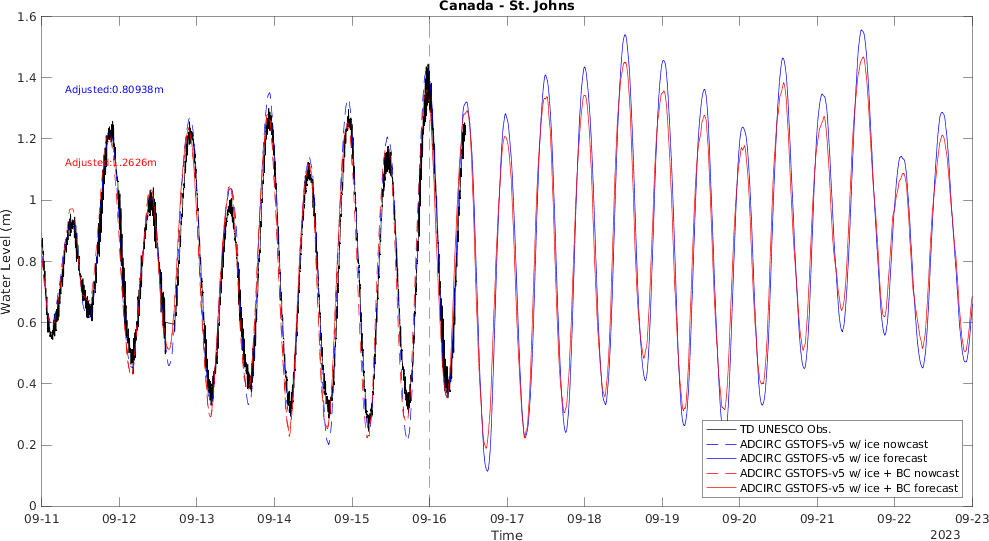 Canada - St. Johns
1.6
1.4
1.2
1
0.8
0.6
0.4
0.2
0
Water Level (m)
Adjusted:0.80938m
Adjusted:1.2626m
TD UNESCO Obs.
ADCIRC GSTOFS-v5 w/ ice nowcast
ADCIRC GSTOFS-v5 w/ ice forecast
ADCIRC GSTOFS-v5 w/ ice + BC nowcast
ADCIRC GSTOFS-v5 w/ ice + BC forecast
09-11 09-12 09-13 09-14 09-15 09-16 09-17 09-18 09-19 09-20 09-21 09-22 09-23
Time
2023